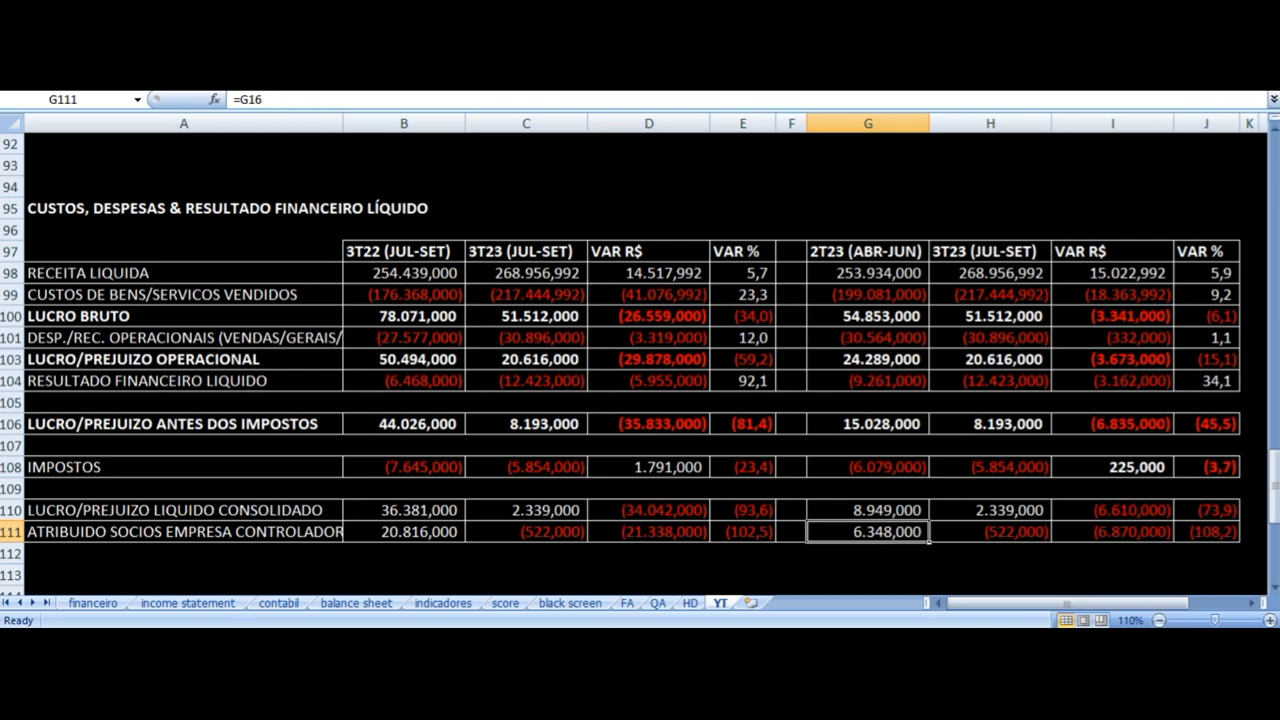 G111 fx =G16
A B C D E F G H I J K
92
93
94
95 CUSTOS, DESPESAS & RESULTADO FINANCEIRO LÍQUIDO
96
97 3T22 (JUL-SET) 3T23 (JUL-SET) VAR R$ VAR % 2T23 (ABR-JUN) 3T23 (JUL-SET) VAR R$ VAR %
98 RECEITA LIQUIDA 254.439,000 268.956,992 14.517,992 5,7 253.934,000 268.956,992 15.022,992 5,9
99 CUSTOS DE BENS/SERVICOS VENDIDOS (176.368,000) (217.444,992) (41.076,992) 23,3 (199.081,000) (217.444,992) (18.363,992) 9,2
100 LUCRO BRUTO 78.071,000 51.512,000 (26.559,000) (34,0) 54.853,000 51.512,000 (3.341,000) (6,1)
101 DESP./REC. OPERACIONAIS (VENDAS/GERAIS/ (27.577,000) (30.896,000) (3.319,000) 12,0 (30.564,000) (30.896,000) (332,000) 1,1
103 LUCRO/PREJUIZO OPERACIONAL 50.494,000 20.616,000 (29.878,000) (59,2) 24.289,000 20.616,000 (3.673,000) (15,1)
104 RESULTADO FINANCEIRO LIQUIDO (6.468,000) (12.423,000) (5.955,000) 92,1 (9.261,000) (12.423,000) (3.162,000) 34,1
105
106 LUCRO/PREJUIZO ANTES DOS IMPOSTOS 44.026,000 8.193,000 (35.833,000) (81,4) 15.028,000 8.193,000 (6.835,000) (45,5)
107
108 IMPOSTOS (7.645,000) (5.854,000) 1.791,000 (23,4) (6.079,000) (5.854,000) 225,000 (3,7)
109
110 LUCRO/PREJUIZO LIQUIDO CONSOLIDADO 36.381,000 2.339,000 (34.042,000) (93,6) 8.949,000 2.339,000 (6.610,000) (73,9)
111 ATRIBUIDO SOCIOS EMPRESA CONTROLADOR 20.816,000 (522,000) (21.338,000) (102,5) 6.348,000 (522,000) (6.870,000) (108,2)
112
113
114
financeiro income statement contabil balance sheet indicadores score black screen FA QA HD YT
Ready 110%